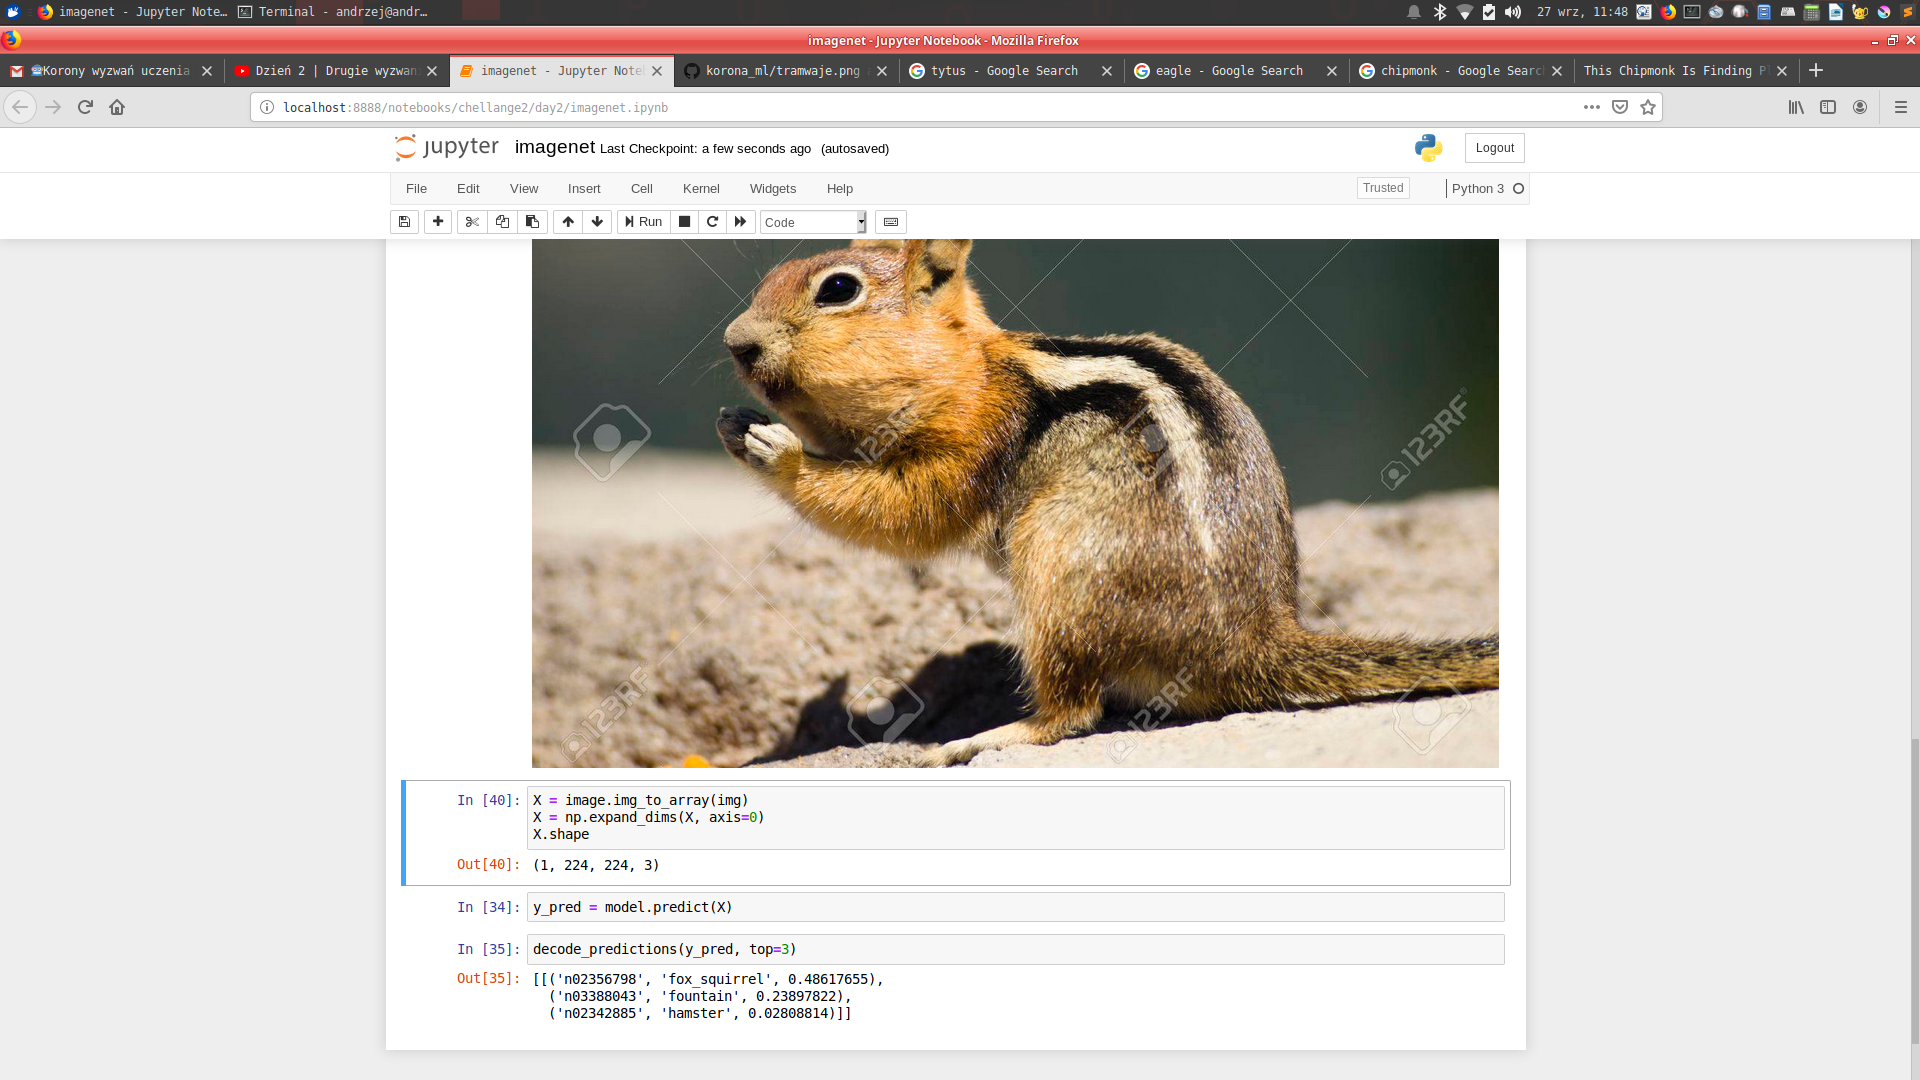 imagenet - Jupyter Note...
Terminal - andrzej@andr...
27 wrz, 11:48
imagenet - Jupyter Notebook - Mozilla Firefox
Korony wyzwań uczenia
Dzień 2 | Drugie wyzwan
imagenet - Jupyter Note
korona_ml/tramwaje.png
tytus - Google Search
eagle - Google Search
chipmonk - Google Searc
This Chipmonk Is Finding P
localhost:8888/notebooks/chellange2/day2/imagenet.ipynb
jupyter
imagenet Last Checkpoint: a few seconds ago (autosaved)
Logout
File Edit View Insert Cell Kernel Widgets Help
Trusted
Python 3
Run
Code
123RF
123RF
123RF
123RF
In [40]: X = image.img_to_array(img)
X = np.expand_dims(X, axis=0)
X.shape
Out[40]: (1, 224, 224, 3)
In [34]: y_pred = model.predict(X)
In [35]: decode_predictions(y_pred, top=3)
Out[35]: [[('n02356798', 'fox_squirrel', 0.48617655),
('n03388043', 'fountain', 0.23897822),
('n02342885', 'hamster', 0.02808814)]]